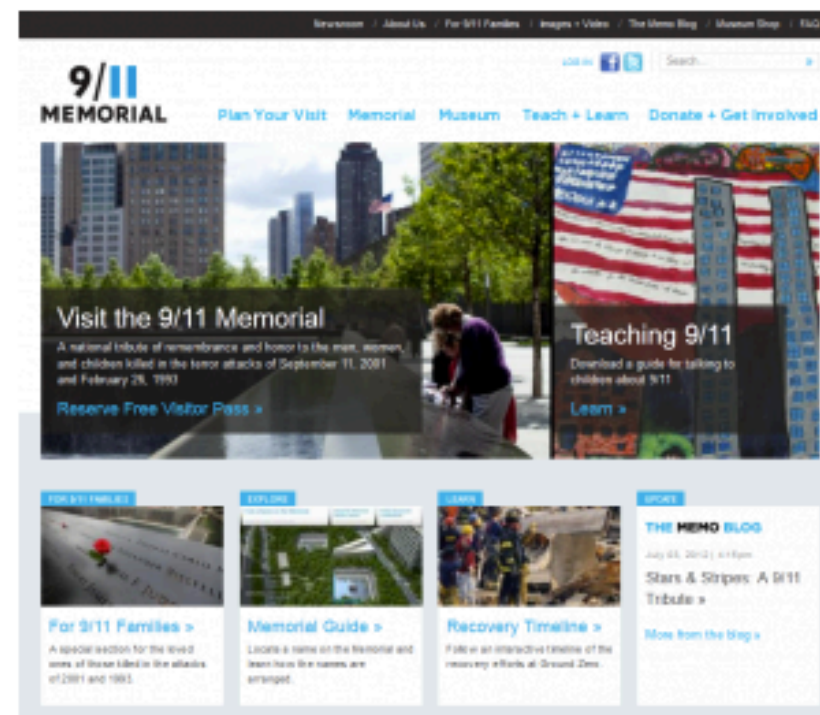 Newsroom / About Us / For 9/11 Families / Images + Video / The Memo Blog / Museum Shop / FAQ
LOG IN Search... »
9/11
MEMORIAL
Plan Your Visit Memorial Museum Teach + Learn Donate + Get Involved
Visit the 9/11 Memorial
A national tribute of remembrance and honor to the men, women,
and children killed in the terror attacks of September 11, 2001
and February 26, 1993
Reserve Free Visitor Pass »
Teaching 9/11
Download a guide for talking to
children about 9/11
Learn »
FOR 9/11 FAMILIES
For 9/11 Families »
A special section for the loved
ones of those killed in the attacks
of 2001 and 1993.
EXPLORE
Memorial Guide »
Locate a name on the Memorial and
learn how the names are
arranged.
LEARN
Recovery Timeline »
Follow an interactive timeline of the
recovery efforts at Ground Zero.
UPDATE
THE MEMO BLOG
2012 |
Stars & Stripes: A 9/11
Tribute »
More from the blog »